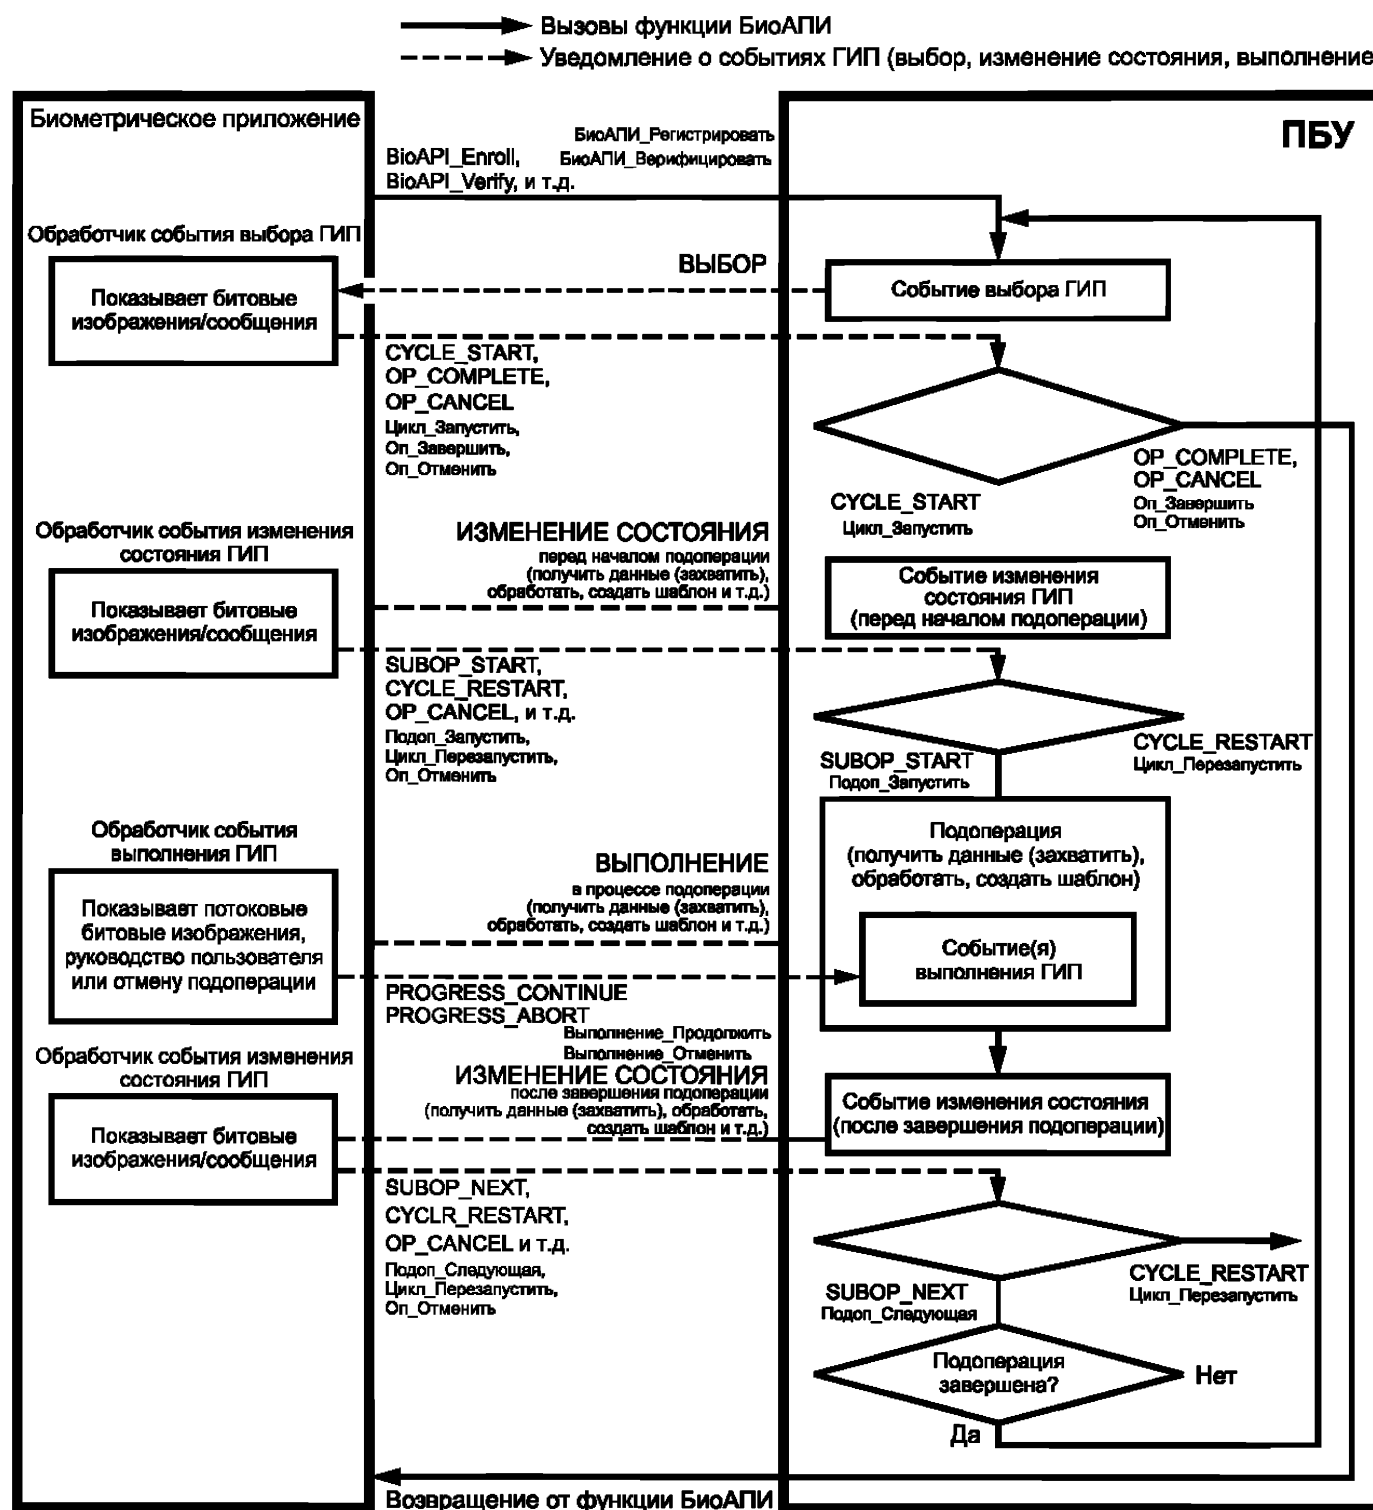 Вызовы функции БиоАПИ
Уведомление о событиях ГИП (выбор, изменение состояния, выполнение
Биометрическое приложение
ПБУ
БиоАПИ_Регистрировать
BioAPI_Enroll,
БиоАПИ_Верифицировать
BioAPI_Verify, и т.д.
Обработчик события выбора ГИП
ВЫБОР
Показывает битовые
изображения/сообщения
Событие выбора ГИП
CYCLE_START,
OP_COMPLETE,
OP_CANCEL
Цикл_Запустить,
Оп_Завершить,
Оп_Отменить
OP_COMPLETE,
OP_CANCEL
Оп_Завершить
Оп_Отменить
CYCLE_START
Цикл_Запустить
Обработчик события изменения
состояния ГИП
ИЗМЕНЕНИЕ СОСТОЯНИЯ
перед началом подоперации
(получить данные (захватить),
обработать, создать шаблон и т.д.)
Показывает битовые
изображения/сообщения
Событие изменения
состояния ГИП
(перед началом подоперации)
SUBOP_START,
CYCLE_RESTART,
OP_CANCEL, и т.д.
Подоп_Запустить,
Цикл_Перезапустить,
Оп_Отменить
CYCLE_RESTART
Цикл_Перезапустить
SUBOP_START
Подоп_Запустить
Обработчик события
выполнения ГИП
ВЫПОЛНЕНИЕ
в процессе подоперации
(получить данные (захватить),
обработать, создать шаблон и т.д.)
Подоперация
(получить данные (захватить),
обработать, создать шаблон)
Показывает потоковые
битовые изображения,
руководство пользователя
или отмену подоперации
Событие(я)
выполнения ГИП
PROGRESS_CONTINUE
PROGRESS_ABORT
Выполнение_Продолжить
Выполнение_Отменить
Обработчик события изменения
состояния ГИП
ИЗМЕНЕНИЕ СОСТОЯНИЯ
после завершения подоперации
(получить данные (захватить), обработать,
создать шаблон и т.д.)
Показывает битовые
изображения/сообщения
Событие изменения состояния
(после завершения подоперации)
SUBOP_NEXT,
CYCLR_RESTART,
OP_CANCEL и т.д.
Подоп_Следующая,
Цикл_Перезапустить,
Оп_Отменить
CYCLE_RESTART
Цикл_Перезапустить
SUBOP_NEXT
Подоп_Следующая
Подоперация
завершена?
Нет
Да
Возвращение от функции БиоАПИ